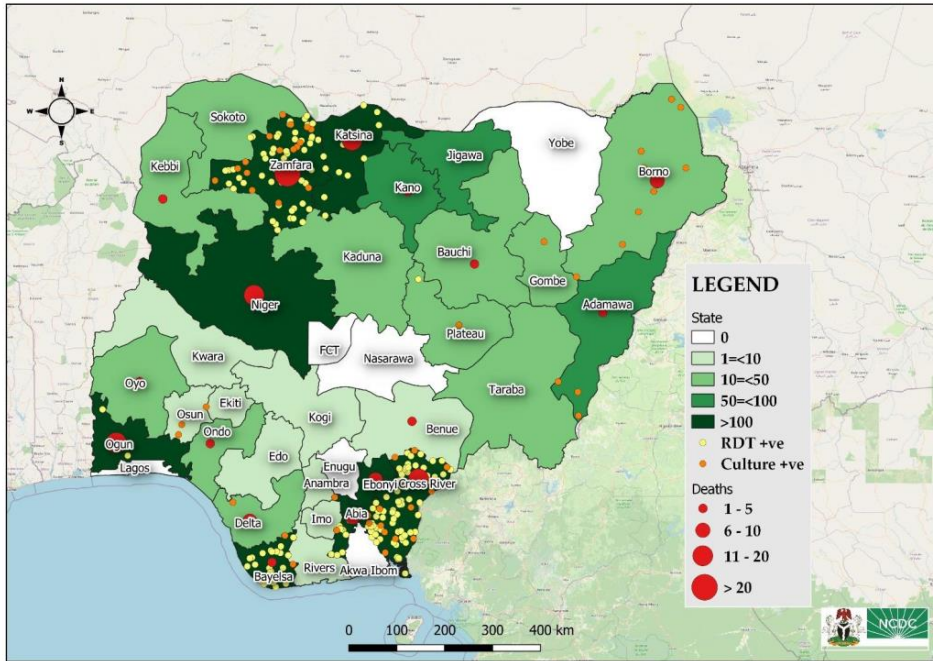 N
W
E
S
Sokoto
Katsina
Yobe
Jigawa
Kebbi
Zamfara
Kano
Borno
Kaduna
Bauchi
Gombe
Niger
Adamawa
Plateau
FCT
Nasarawa
Kwara
Taraba
Oyo
Ekiti
Kogi
Osun
Benue
Ondo
Ogun
Edo
Enugu
Lagos
Anambra
Ebonyi
Cross River
Delta
Imo
Abia
Bayelsa
Rivers
Akwa Ibom
LEGEND
State
0
1=<10
10=<50
50=<100
>100
RDT +ve
Culture +ve
Deaths
1 - 5
6 - 10
11 - 20
> 20
0 100 200 300 400 km
NCDC